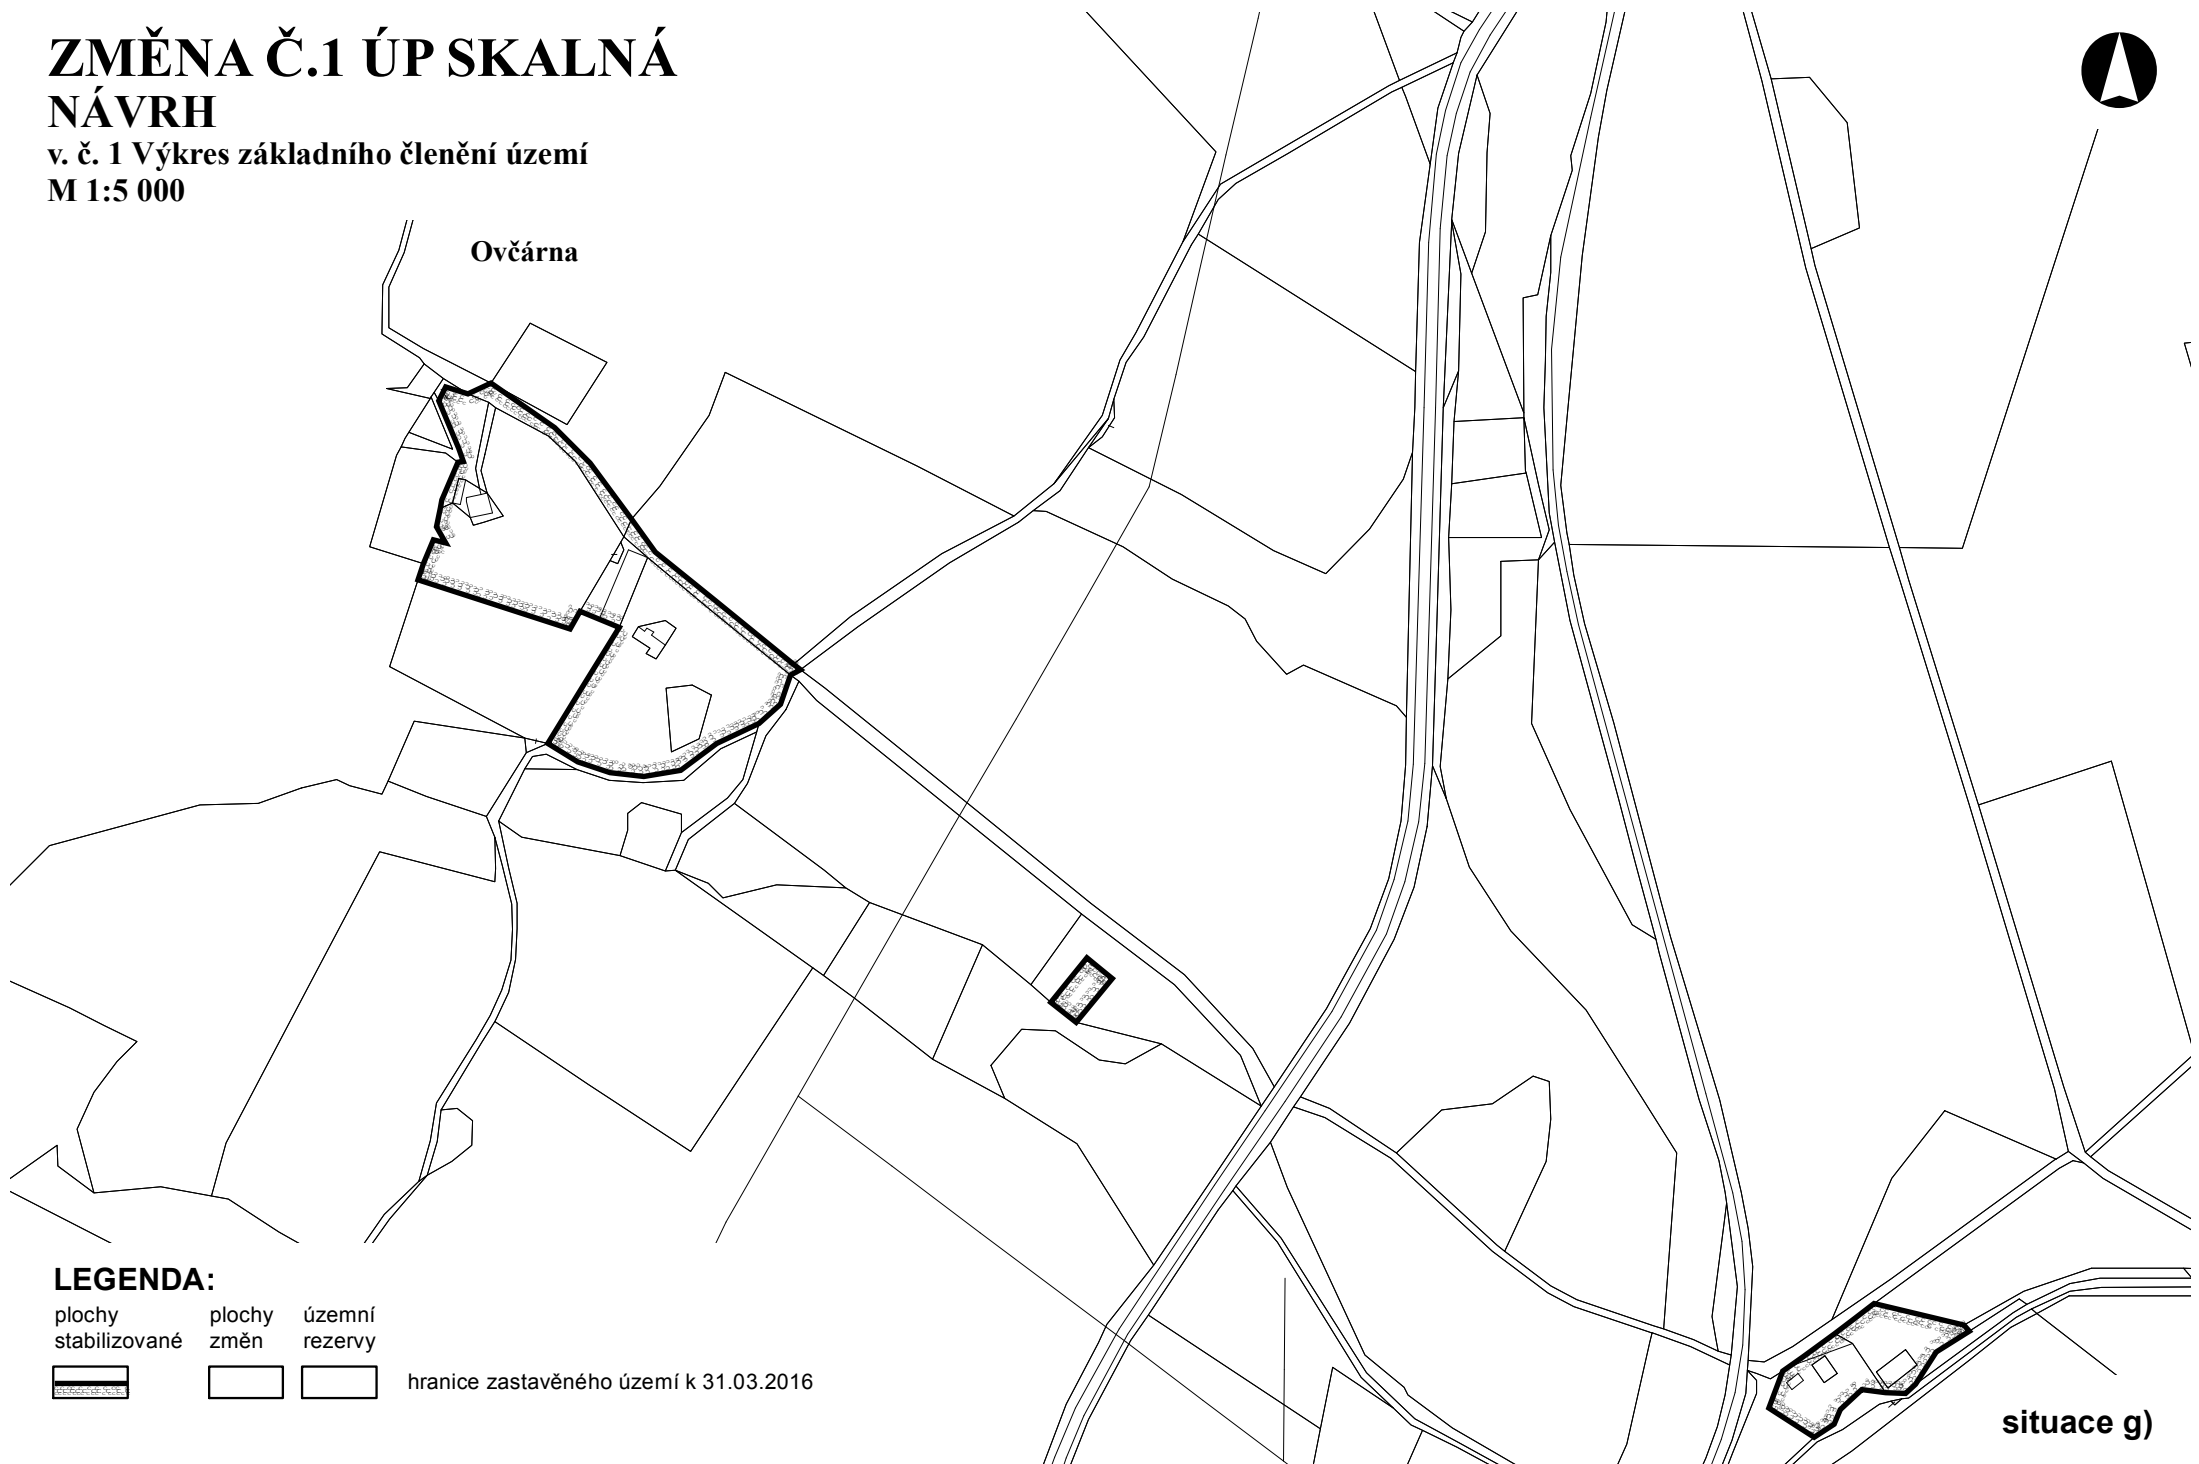 ZMĚNA Č.1 ÚP SKALNÁ
NÁVRH
v. č. 1 Výkres základního členění území
M 1:5 000
Ovčárna
LEGENDA:
plochy stabilizované
plochy změn
územní rezervy
hranice zastavěného území k 31.03.2016
situace g)